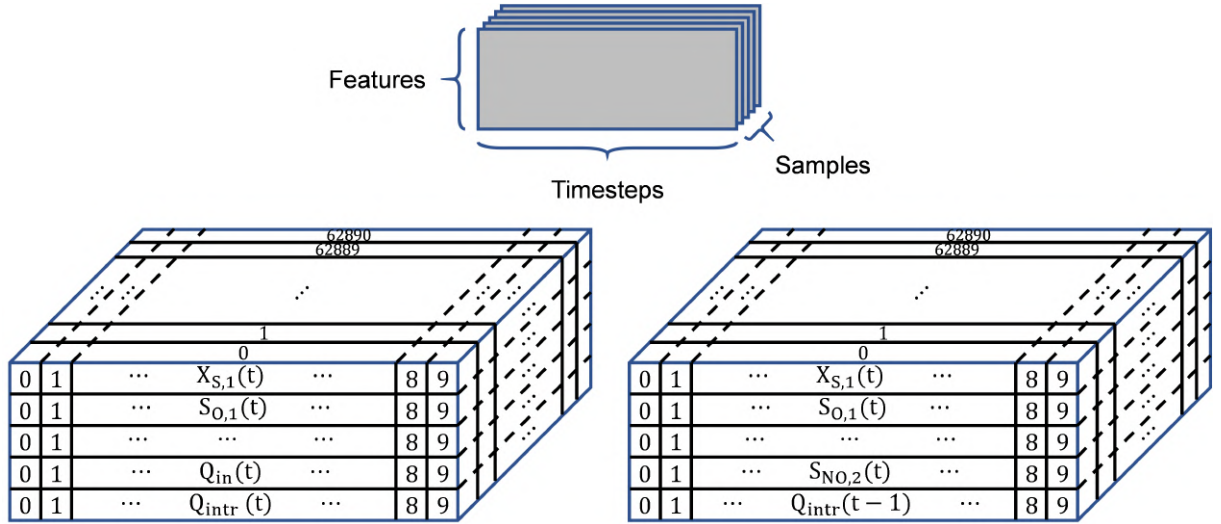 Features
Samples
Timesteps
62890
62889
⋯
1
0
0 1 ⋯ X_S,1(t) ⋯ 8 9
0 1 ⋯ S_O,1(t) ⋯ 8 9
0 1 ⋯ ⋯ ⋯ 8 9
0 1 ⋯ Q_in(t) ⋯ 8 9
0 1 ⋯ Q_intr(t) ⋯ 8 9
62890
62889
⋯
1
0
0 1 ⋯ X_S,1(t) ⋯ 8 9
0 1 ⋯ S_O,1(t) ⋯ 8 9
0 1 ⋯ ⋯ ⋯ 8 9
0 1 ⋯ S_NO,2(t) ⋯ 8 9
0 1 ⋯ Q_intr(t − 1) ⋯ 8 9